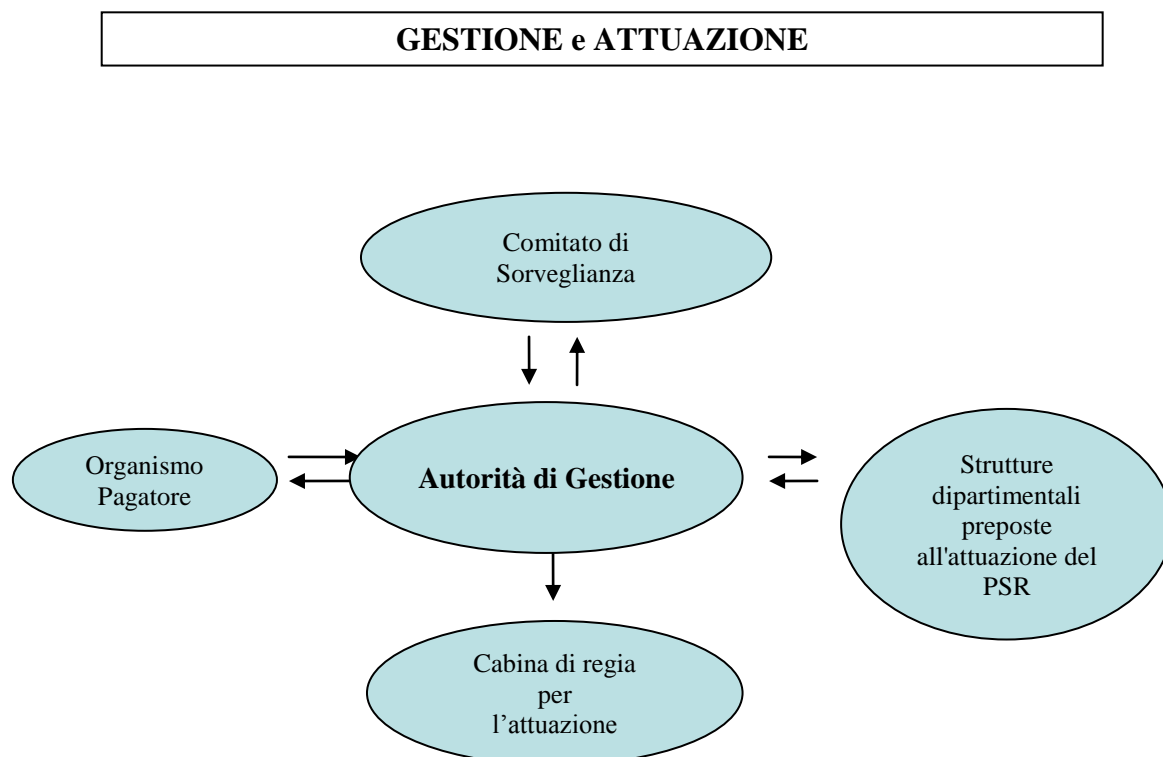 GESTIONE e ATTUAZIONE
Comitato di
Sorveglianza
Organismo
Pagatore
Autorità di Gestione
Strutture
dipartimentali
preposte
all'attuazione del
PSR
Cabina di regia
per
l’attuazione